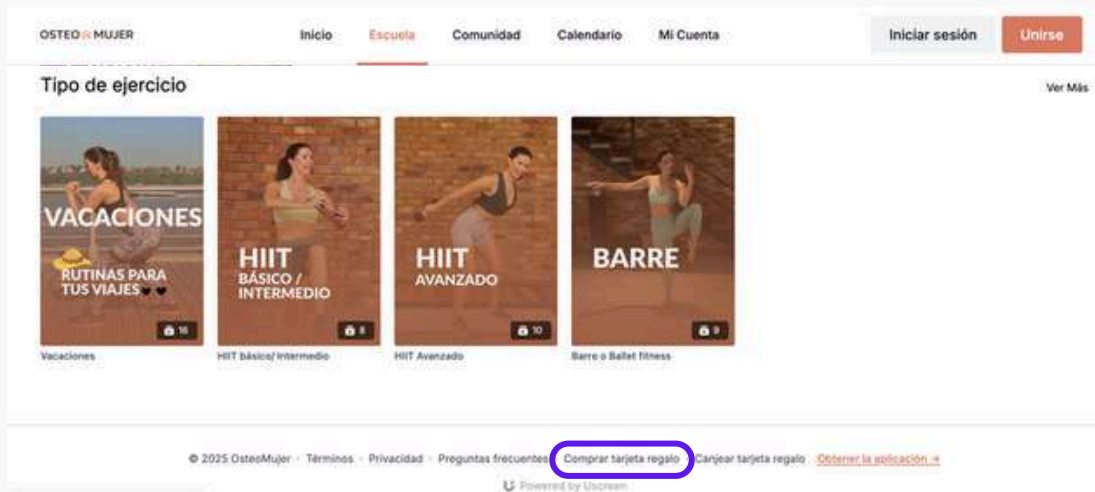 OSTEO MUJER Inicio Escuela Comunidad Calendario Mi Cuenta Iniciar sesión Unirse
Tipo de ejercicio Ver Más
VACACIONES
RUTINAS PARA
TUS VIAJES
16
HIIT
BÁSICO /
INTERMEDIO
8
HIIT
AVANZADO
10
BARRE
9
Vacaciones HIIT básico/ Intermedio HIIT Avanzado Barre o Ballet fitness
© 2025 OsteoMujer Términos Privacidad Preguntas frecuentes Comprar tarjeta regalo Canjear tarjeta regalo Obtener la aplicación →
Powered by Uscreen